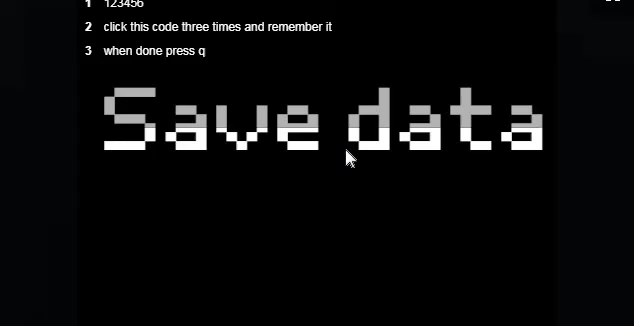 1 123456
2 click this code three times and remember it
3 when done press q
Save data